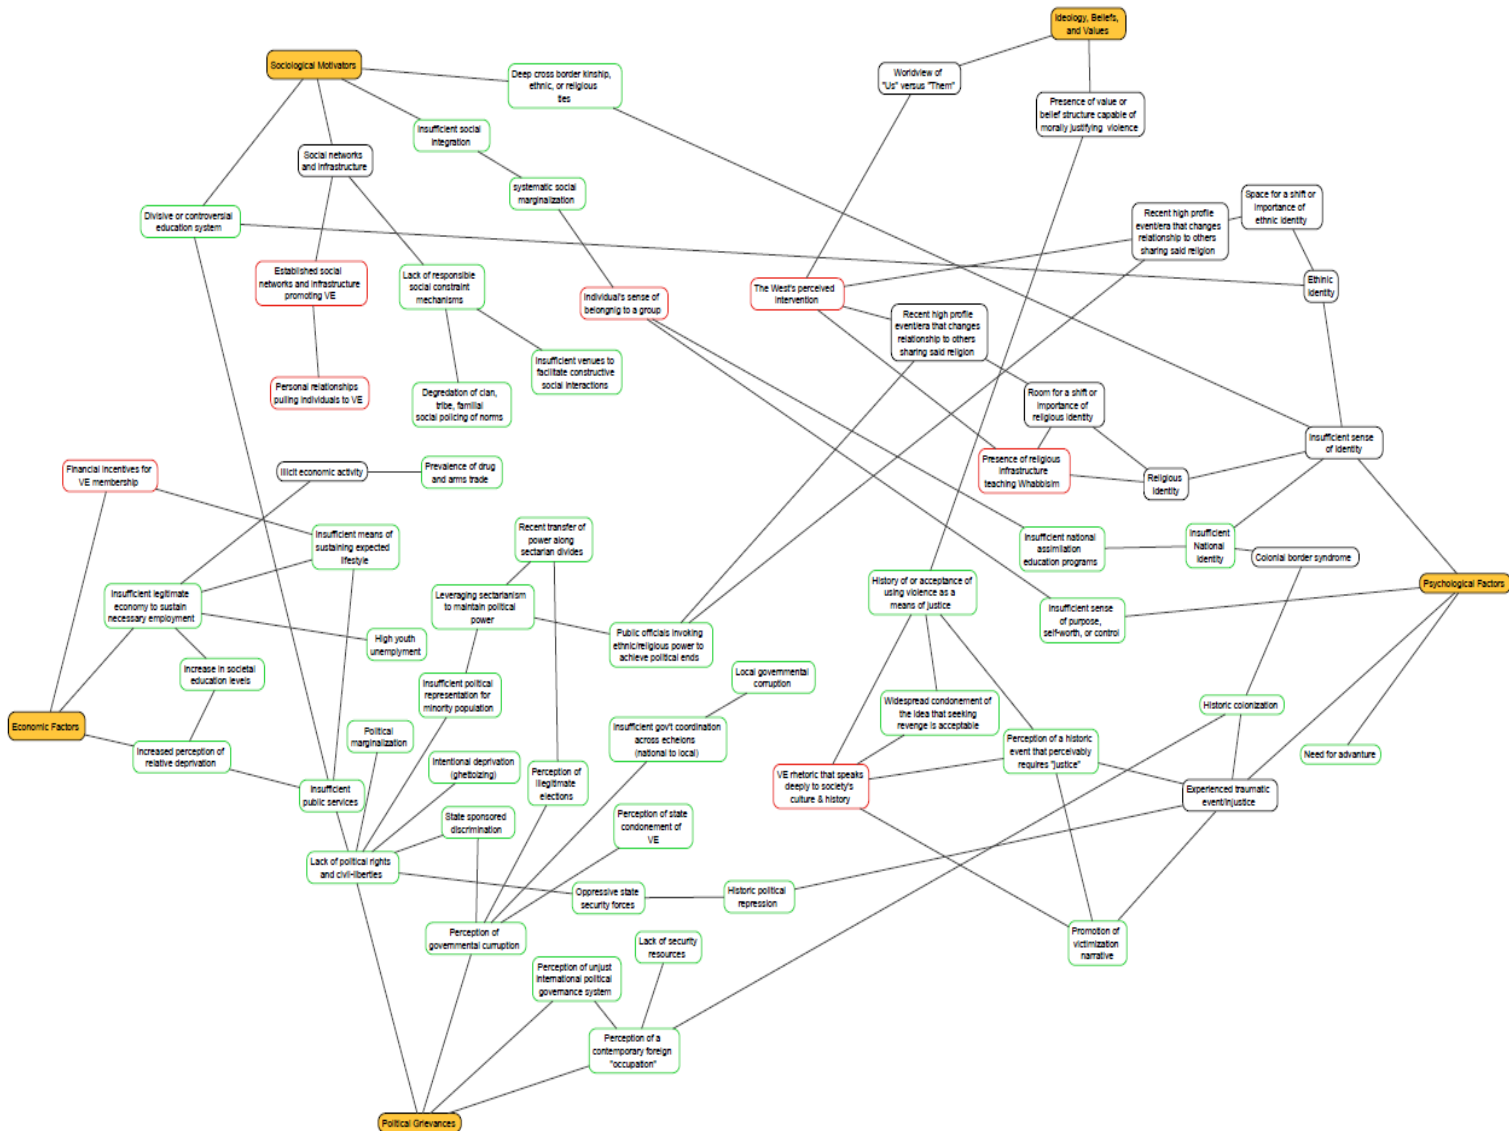 Ideology, Beliefs,
and Values
Sociological Motivators
Deep cross border kinship,
ethnic, or religious
ties
Worldview of
"Us" versus "Them"
Presence of value or
belief structure capable of
morally justifying violence
Insufficient social
integration
Social networks
and infrastructure
systematic social
marginalization
Divisive or controversial
education system
Space for a shift or
importance of
ethnic identity
Recent high profile
event/era that changes
relationship to others
sharing said religion
Established social
networks and infrastructure
promoting VE
Lack of responsible
social constraint
mechanisms
Individual's sense of
belongnig to a group
The West's perceived
intervention
Ethinic
identity
Recent high profile
event/era that changes
relationship to others
sharing said religion
Insufficient venues to
facilitate constructive
social interactions
Personal relationships
pulling individuals to VE
Degredation of clan,
tribe, familial
social policing of norms
Room for a shift or
importance of
religious identity
Insufficient sense
of identity
Financial incentives for
VE membership
Illicit economic activity
Prevalence of drug
and arms trade
Presence of religious
infrastructure
teaching Whabbisim
Religious
identity
Insufficient means of
sustaining expected
lifestyle
Recent transfer of
power along
sectarian divides
Insufficient national
assimilation
education programs
Insufficient
National
identity
Colonial border syndrome
Psychological Factors
Insufficient legitimate
economy to sustain
necessary employment
Leveraging sectarianism
to maintain political
power
History of or acceptance of
using violence as a
means of justice
Insufficient sense
of purpose,
self-worth, or control
High youth
unemplyment
Public officials invoking
ethnic/religious power to
achieve political ends
Increase in societal
education levels
Insufficient political
representation for
minority population
Local governmental
corruption
Widespread condonement of
the idea that seeking
revenge is acceptable
Historic colonization
Economic Factors
Increased perception of
relative deprivation
Political
marginalization
Insufficient gov't coordination
across echelons
(national to local)
Perception of a historic
event that perceivably
requires "justice"
Need for advanture
Intentional deprivation
(ghettoizing)
Perception of
illegitimate
elections
VE rhetoric that speaks
deeply to society's
culture & history
Experienced traumatic
event/injustice
Insufficient
public services
State sponsored
discrimination
Perception of state
condonement of
VE
Lack of political rights
and civil-liberties
Oppressive state
security forces
Historic political
repression
Perception of
governmental curruption
Lack of security
resources
Promotion of
victimization
narrative
Perception of unjust
international political
governance system
Perception of a
contemporary foreign
"occupation"
Political Grievances